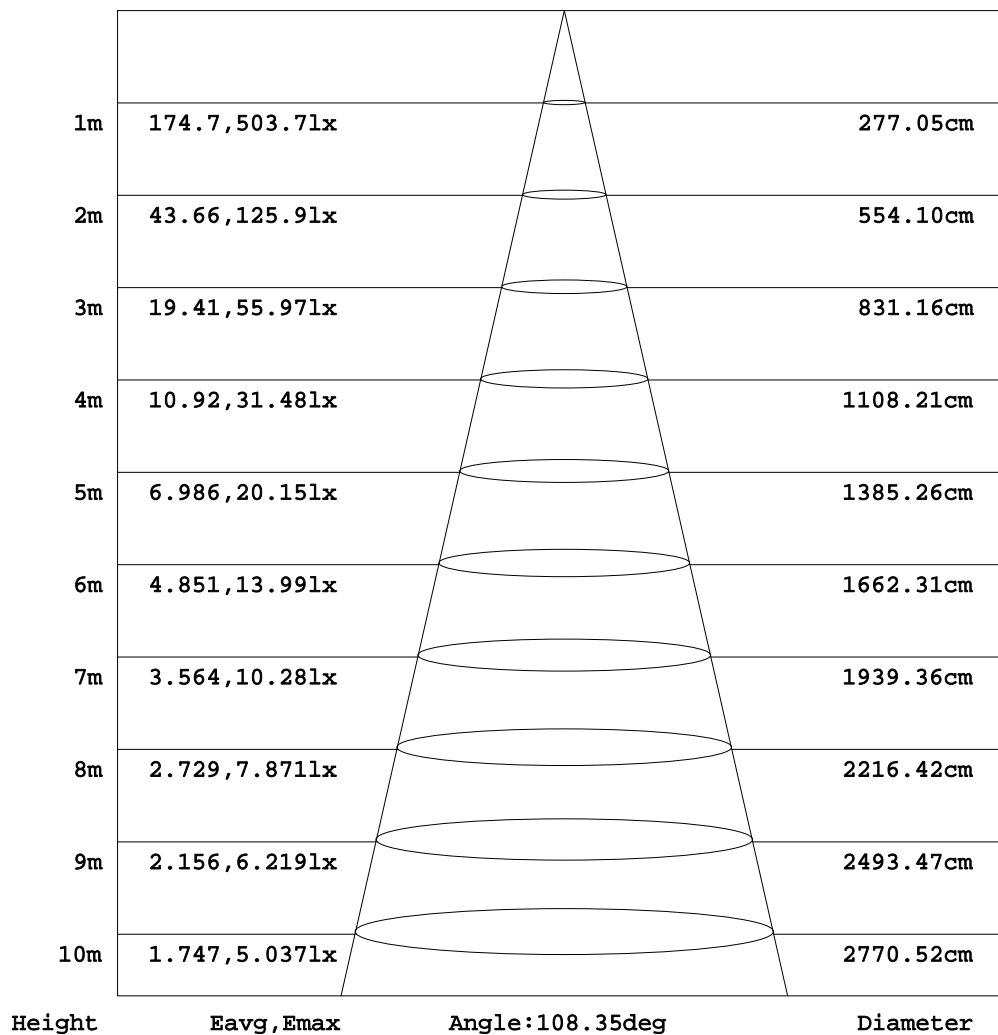 1m 174.7,503.7lx 277.05cm
2m 43.66,125.9lx 554.10cm
3m 19.41,55.97lx 831.16cm
4m 10.92,31.48lx 1108.21cm
5m 6.986,20.15lx 1385.26cm
6m 4.851,13.99lx 1662.31cm
7m 3.564,10.28lx 1939.36cm
8m 2.729,7.871lx 2216.42cm
9m 2.156,6.219lx 2493.47cm
10m 1.747,5.037lx 2770.52cm
Height Eavg,Emax Angle:108.35deg Diameter